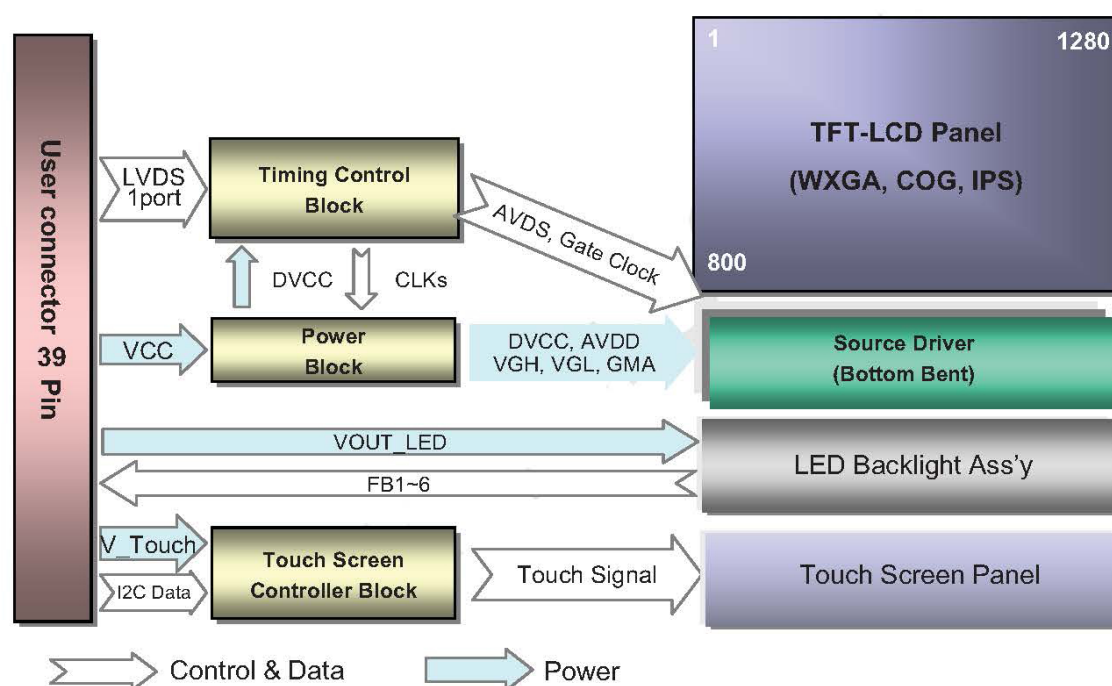 User connector 39 Pin
LVDS
1port
Timing Control
Block
AVDS, Gate Clock
1
1280
TFT-LCD Panel
(WXGA, COG, IPS)
800
DVCC
CLKs
VCC
Power
Block
DVCC, AVDD
VGH, VGL, GMA
Source Driver
(Bottom Bent)
VOUT_LED
FB1~6
LED Backlight Ass'y
V_Touch
I2C Data
Touch Screen
Controller Block
Touch Signal
Touch Screen Panel
Control & Data
Power